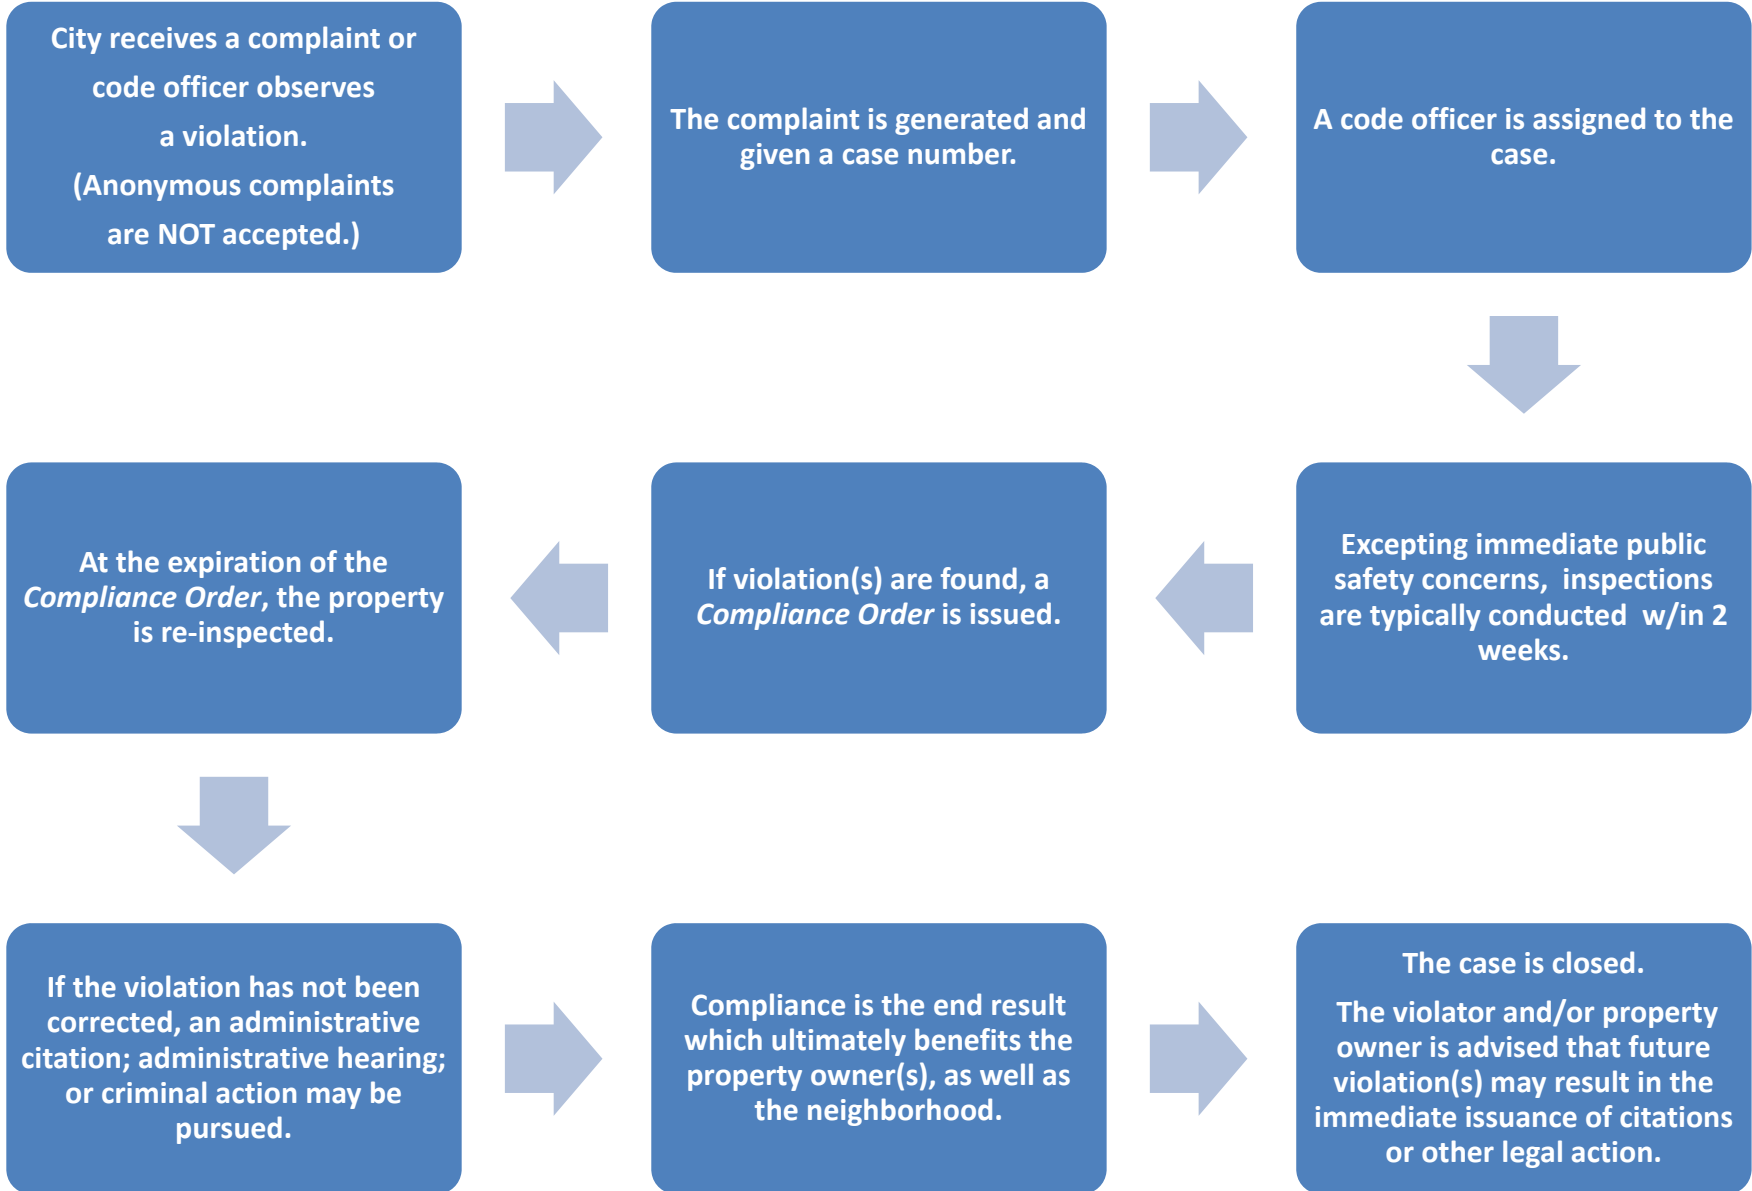 City receives a complaint or
code officer observes
a violation.
(Anonymous complaints
are NOT accepted.)
The complaint is generated and
given a case number.
A code officer is assigned to the
case.
Excepting immediate public
safety concerns,  inspections
are typically conducted  w/in 2
weeks.
If violation(s) are found, a
Compliance Order is issued.
At the expiration of the
Compliance Order, the property
is re-inspected.
If the violation has not been
corrected, an administrative
citation; administrative hearing;
or criminal action may be
pursued.
Compliance is the end result
which ultimately benefits the
property owner(s), as well as
the neighborhood.
The case is closed.
The violator and/or property
owner is advised that future
violation(s) may result in the
immediate issuance of citations
or other legal action.